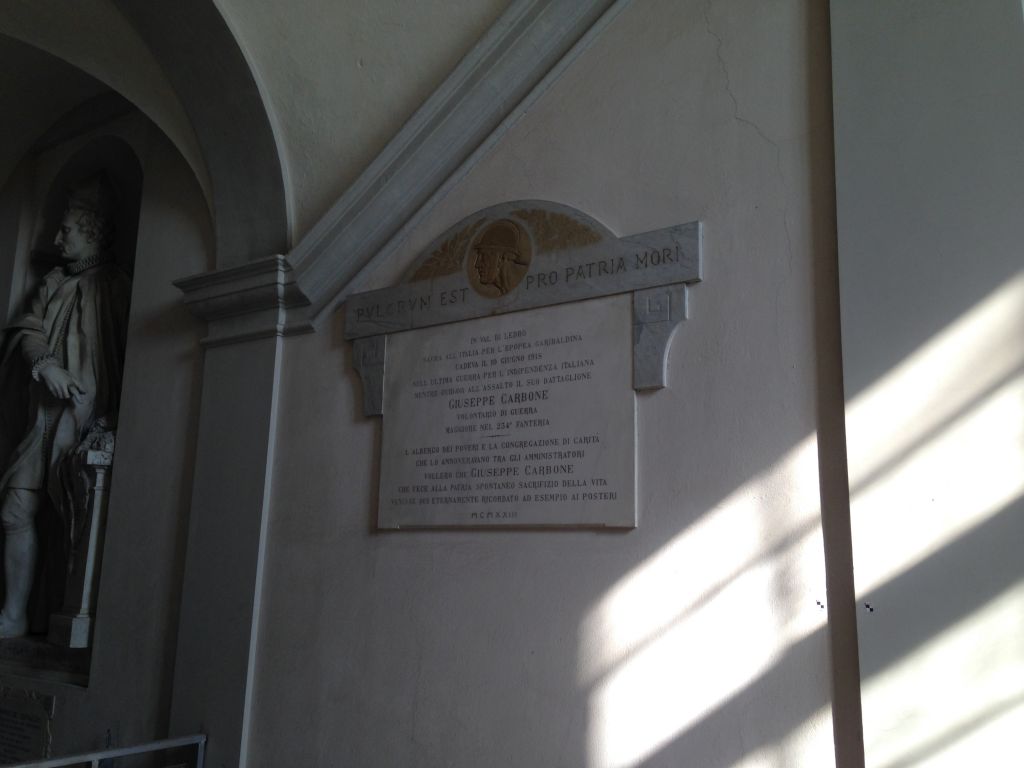 PVLCRVM EST PRO PATRIA MORI
IN VAL DI LEDRO
SACRA ALL'ITALIA PER L'EPOPEA GARIBALDINA
CADEVA IL 10 GIUGNO 1918
NELL'ULTIMA GUERRA PER L'INDIPENDENZA ITALIANA
MENTRE GUIDAVA ALL'ASSALTO IL SUO BATTAGLIONE
GIUSEPPE CARBONE
VOLONTARIO DI GUERRA
MAGGIORE NEL 234° FANTERIA
L'ALBERGO DEI POVERI E LA CONGREGAZIONE DI CARITÀ
CHE LO ANNOVERAVANO TRA GLI AMMINISTRATORI
VOLLERO CHE GIUSEPPE CARBONE
CHE FECE ALLA PATRIA SPONTANEO SACRIFIZIO DELLA VITA
VENISSE QUI ETERNAMENTE RICORDATO AD ESEMPIO AI POSTERI
MCMXXIII